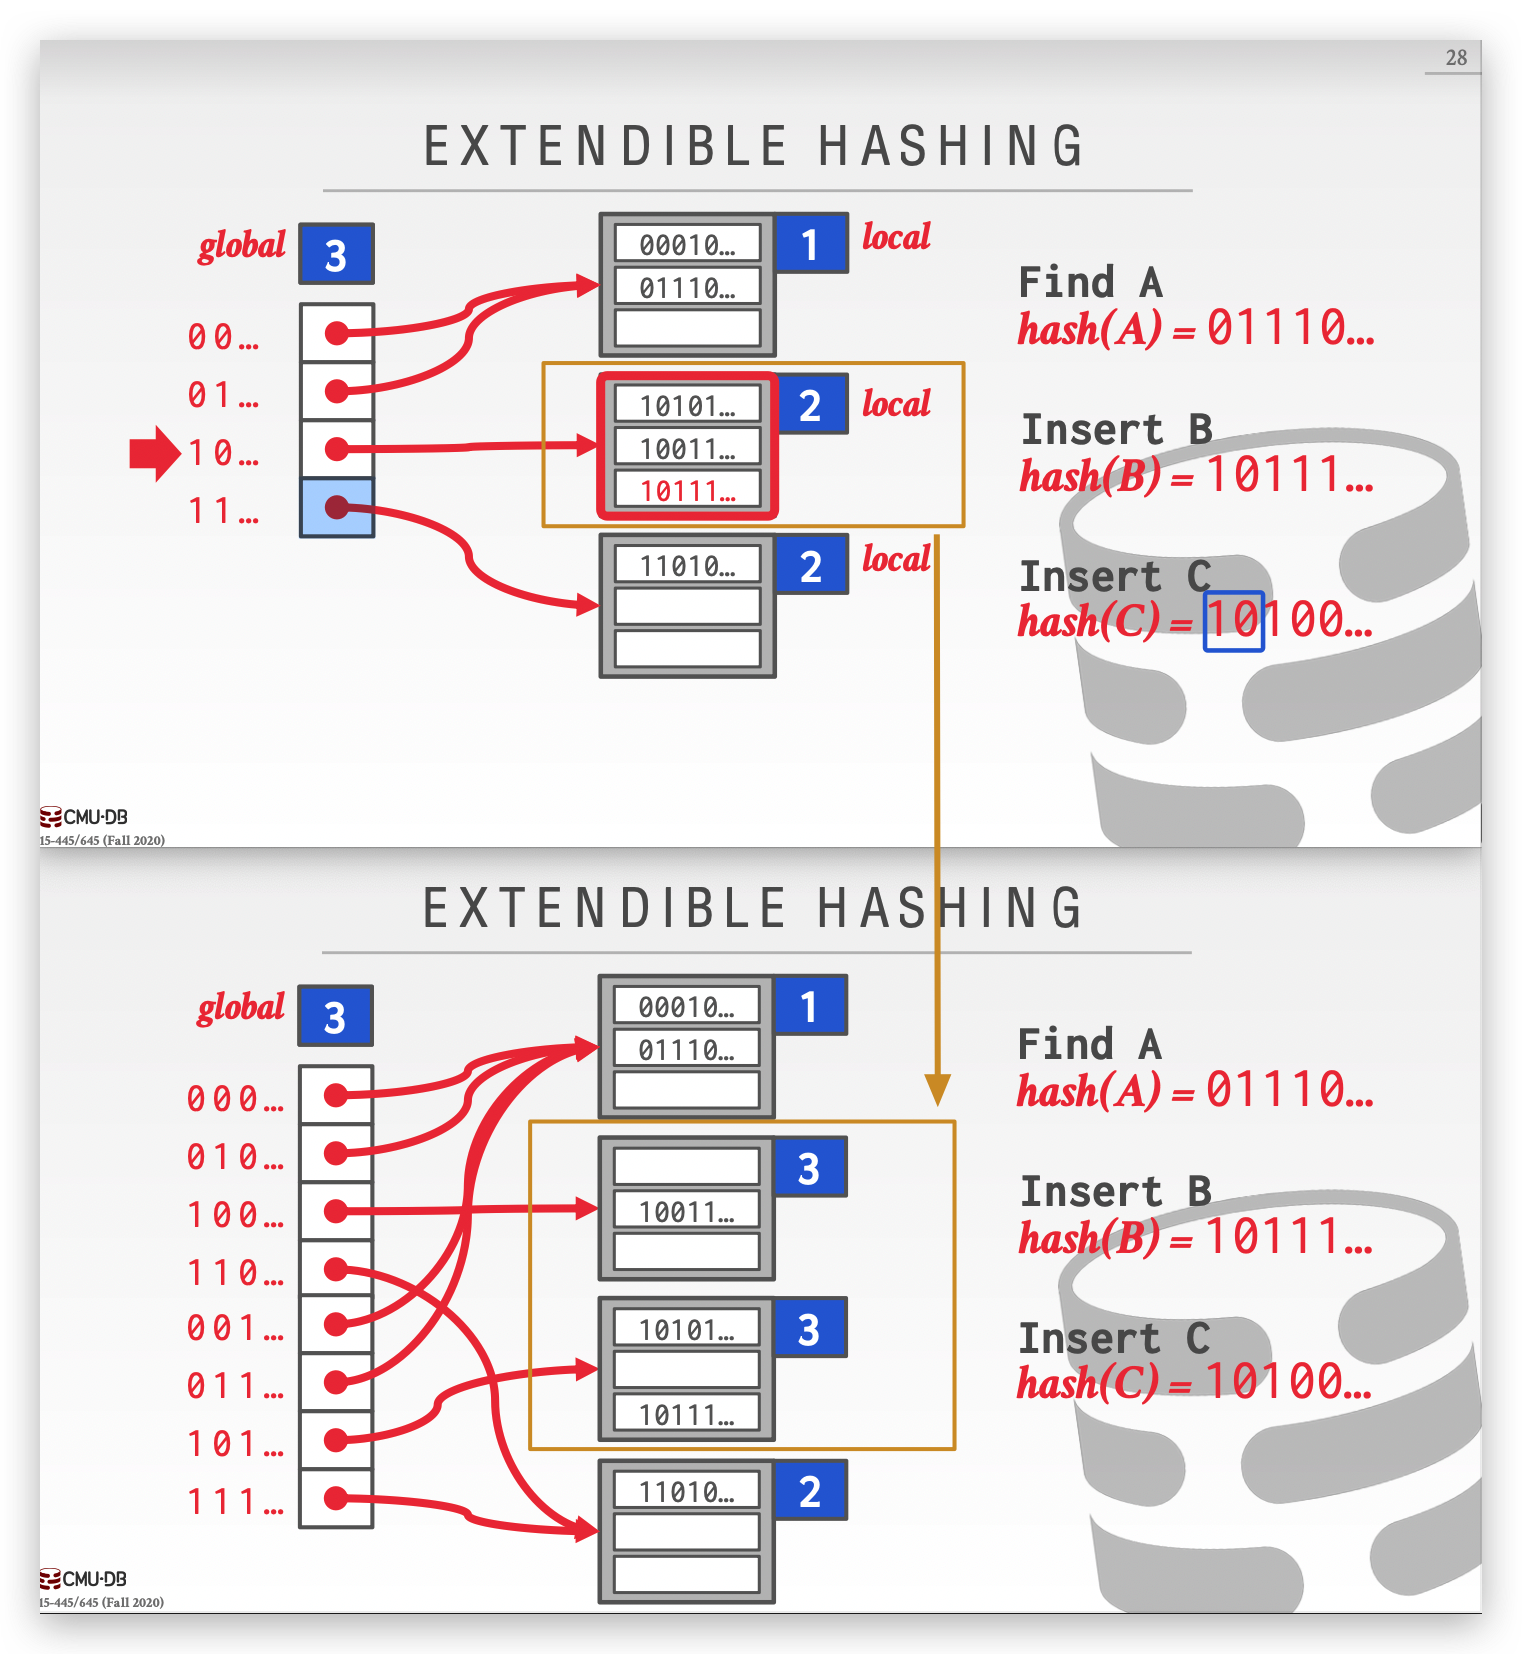 28
EXTENDIBLE HASHING
global 3
00…
01…
10…
11…
00010…
01110…
1 local
10101…
10011…
10111…
2 local
11010…
2 local
Find A
hash(A) = 01110…
Insert B
hash(B) = 10111…
Insert C
hash(C) = 10100…
CMU·DB
15-445/645 (Fall 2020)
EXTENDIBLE HASHING
global 3
000…
010…
100…
110…
001…
011…
101…
111…
00010…
01110…
1
10011…
3
10101…
10111…
3
11010…
2
Find A
hash(A) = 01110…
Insert B
hash(B) = 10111…
Insert C
hash(C) = 10100…
CMU·DB
15-445/645 (Fall 2020)